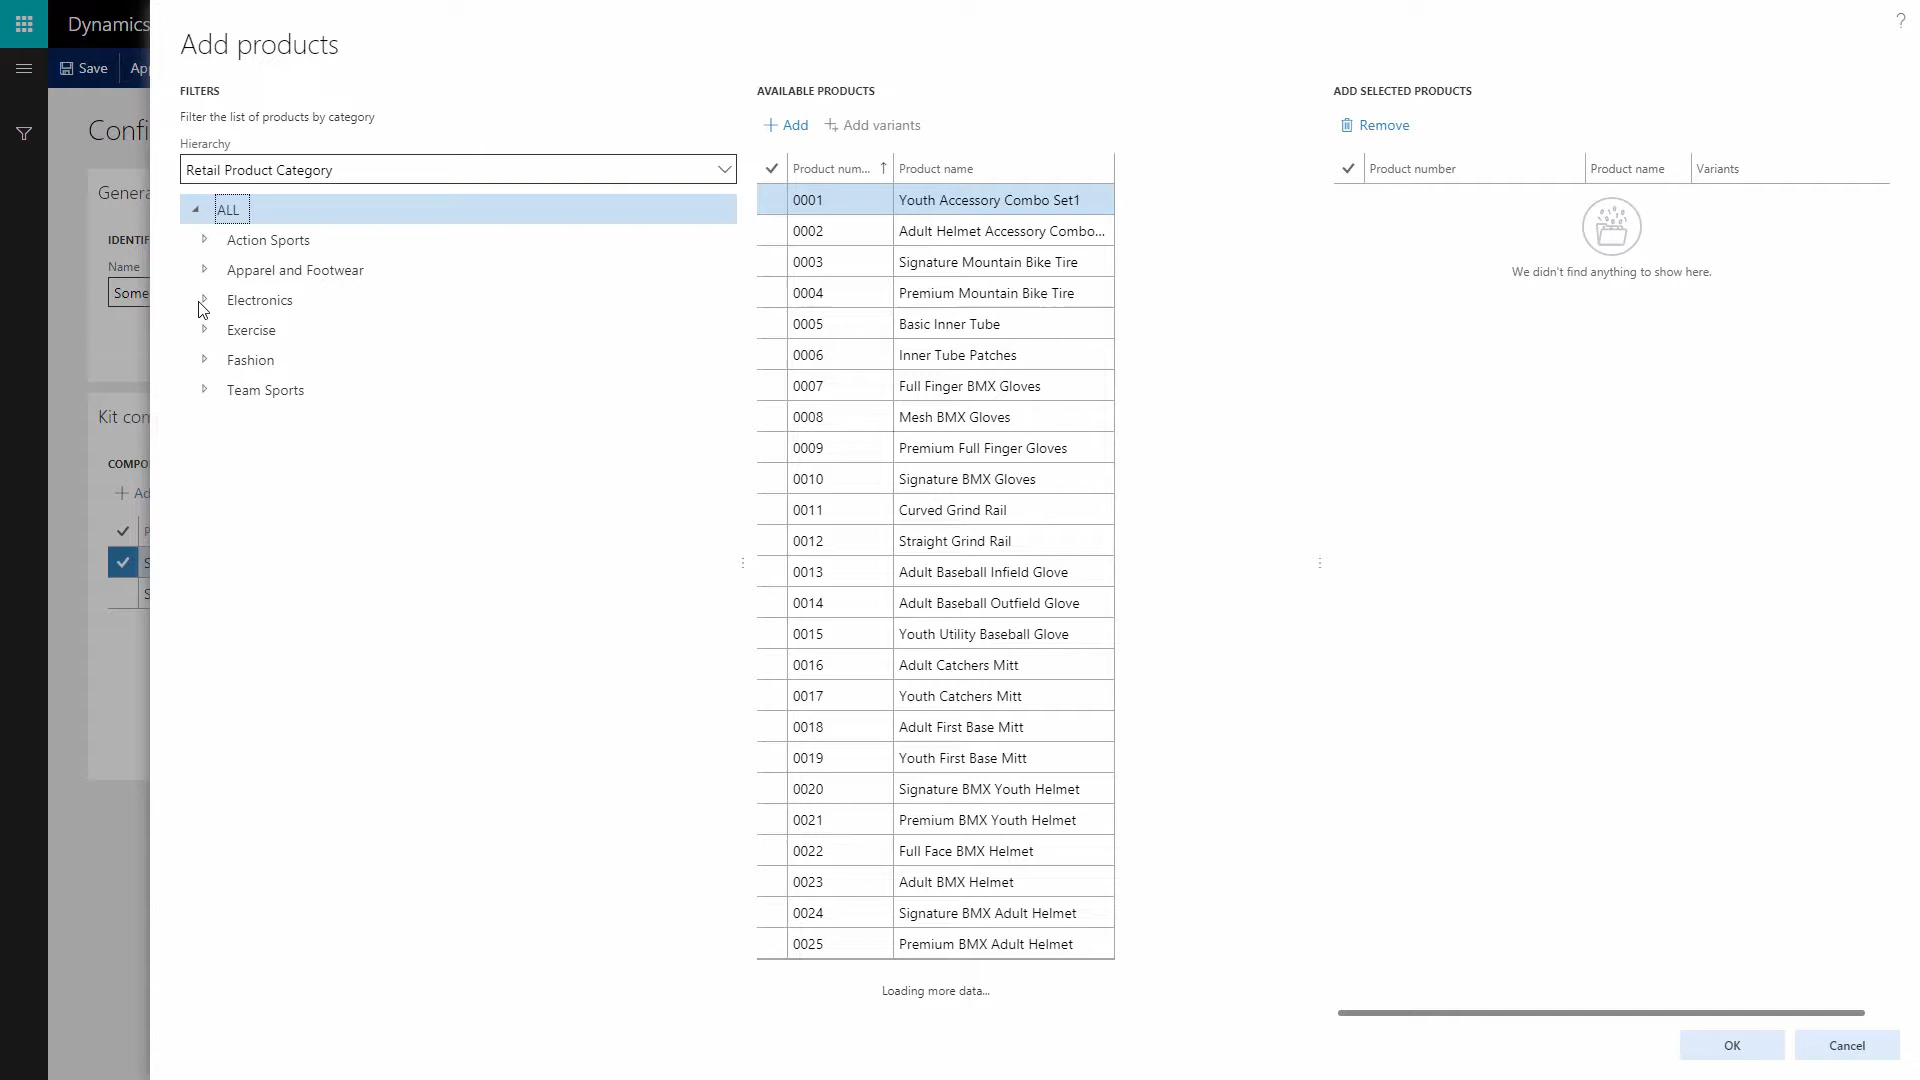 Dynamics
?
Save
App
Confi
Genera
IDENTIF
Name
Some
Kit con
COMPO
Ad
P
S
S
Add products
FILTERS
Filter the list of products by category
Hierarchy
Retail Product Category
ALL
Action Sports
Apparel and Footwear
Electronics
Exercise
Fashion
Team Sports
AVAILABLE PRODUCTS
Add Add variants
Product num... Product name
0001 Youth Accessory Combo Set1
0002 Adult Helmet Accessory Combo...
0003 Signature Mountain Bike Tire
0004 Premium Mountain Bike Tire
0005 Basic Inner Tube
0006 Inner Tube Patches
0007 Full Finger BMX Gloves
0008 Mesh BMX Gloves
0009 Premium Full Finger Gloves
0010 Signature BMX Gloves
0011 Curved Grind Rail
0012 Straight Grind Rail
0013 Adult Baseball Infield Glove
0014 Adult Baseball Outfield Glove
0015 Youth Utility Baseball Glove
0016 Adult Catchers Mitt
0017 Youth Catchers Mitt
0018 Adult First Base Mitt
0019 Youth First Base Mitt
0020 Signature BMX Youth Helmet
0021 Premium BMX Youth Helmet
0022 Full Face BMX Helmet
0023 Adult BMX Helmet
0024 Signature BMX Adult Helmet
0025 Premium BMX Adult Helmet
Loading more data...
ADD SELECTED PRODUCTS
Remove
Product number Product name Variants
We didn't find anything to show here.
OK Cancel